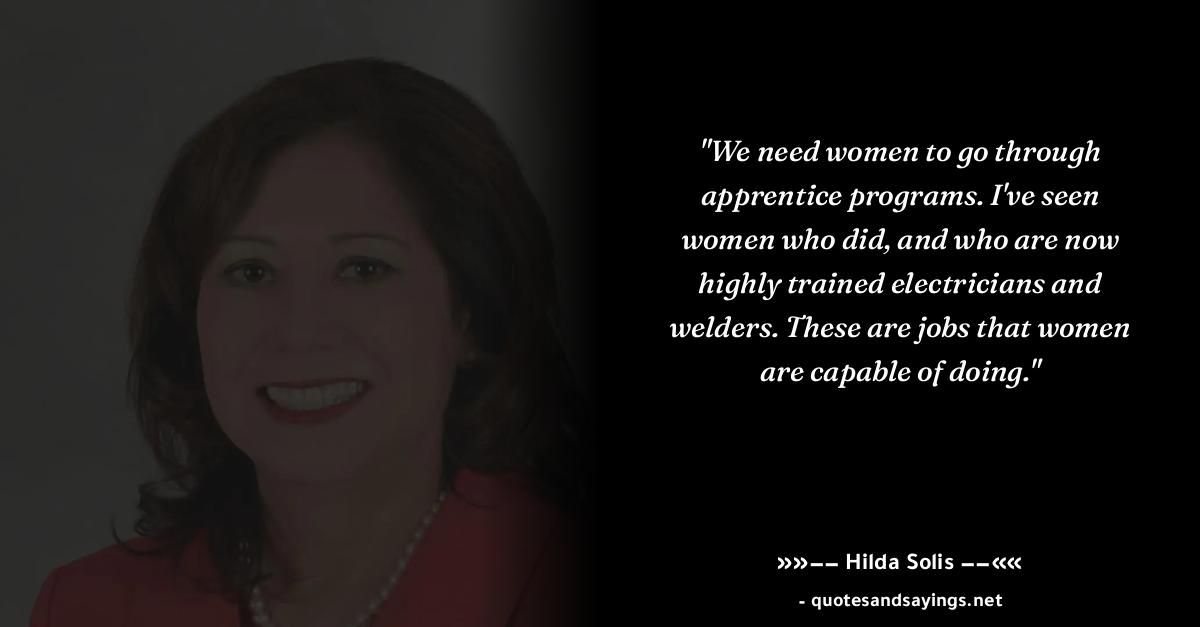 "We need women to go through
apprentice programs. I've seen
women who did, and who are now
highly trained electricians and
welders. These are jobs that women
are capable of doing."
»»–– Hilda Solis ––««
- quotesandsayings.net